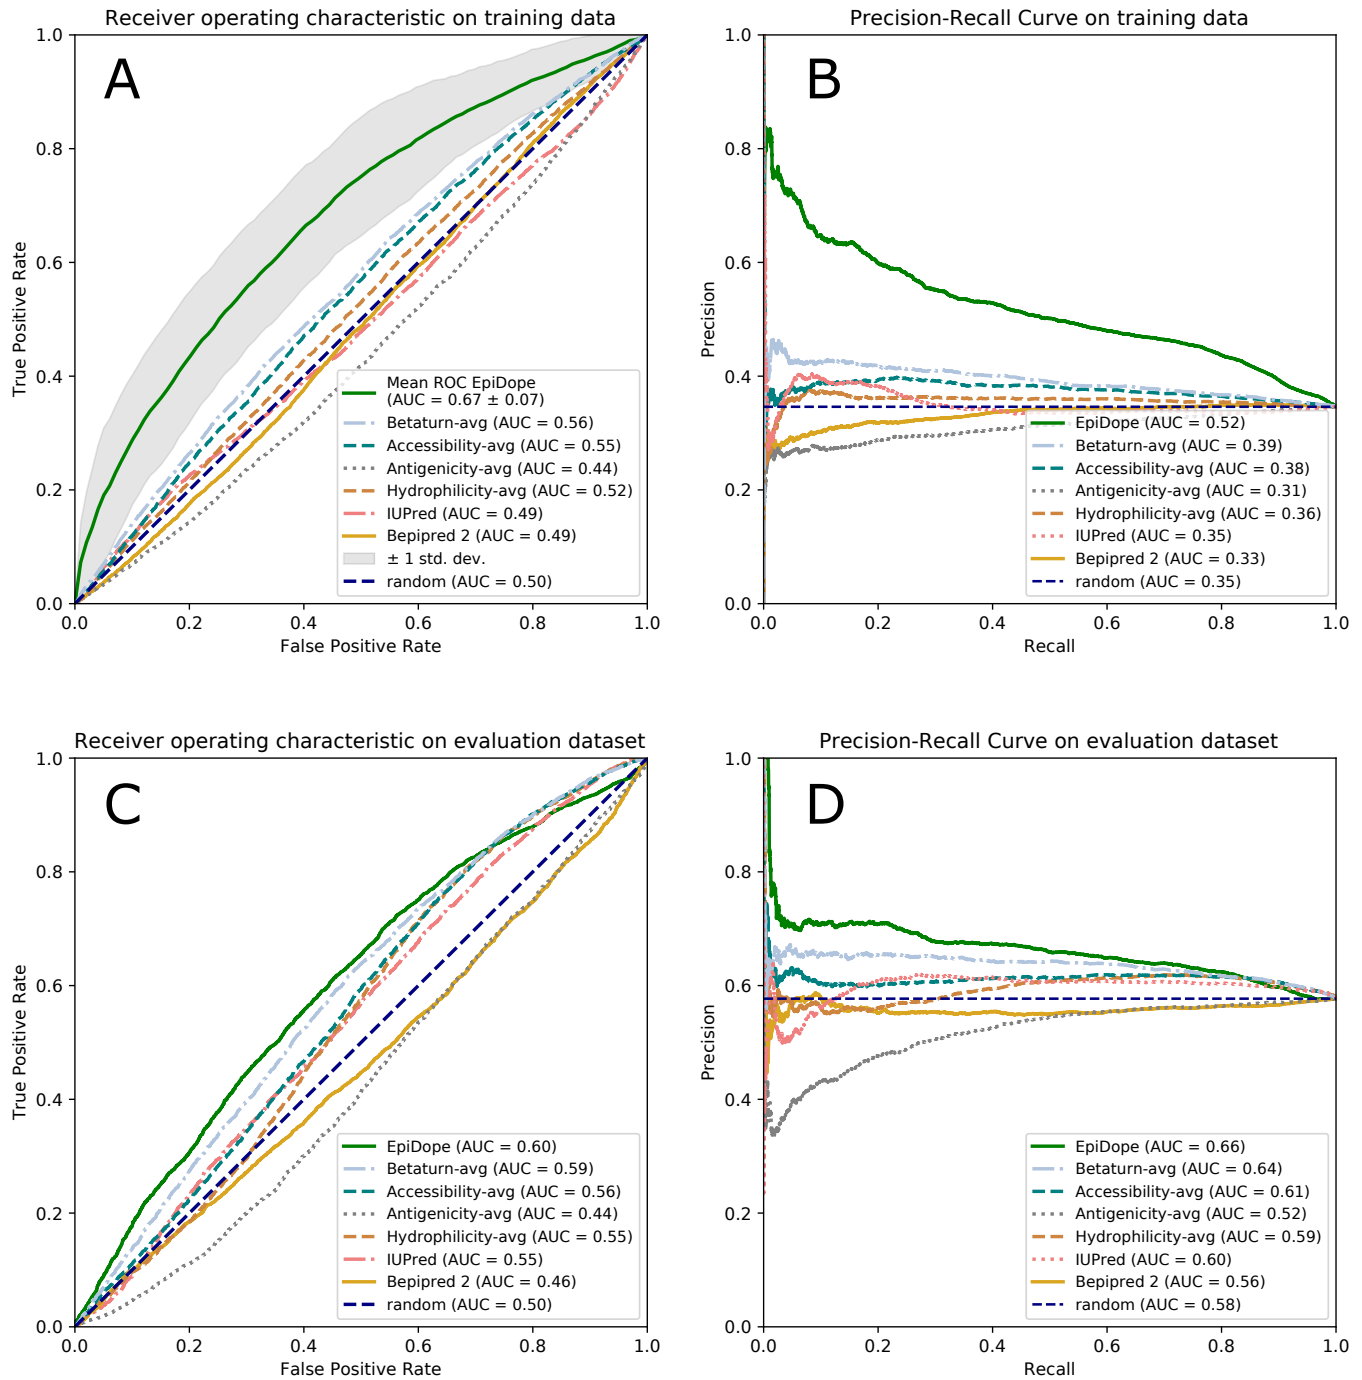 Receiver operating characteristic on training data
A
True Positive Rate
1.0
0.8
0.6
0.4
0.2
0.0
0.0 0.2 0.4 0.6 0.8 1.0
False Positive Rate
Mean ROC EpiDope
(AUC = 0.67 ± 0.07)
Betaturn-avg (AUC = 0.56)
Accessibility-avg (AUC = 0.55)
Antigenicity-avg (AUC = 0.44)
Hydrophilicity-avg (AUC = 0.52)
IUPred (AUC = 0.49)
Bepipred 2 (AUC = 0.49)
± 1 std. dev.
random (AUC = 0.50)
Precision-Recall Curve on training data
B
Precision
1.0
0.8
0.6
0.4
0.2
0.0
0.0 0.2 0.4 0.6 0.8 1.0
Recall
EpiDope (AUC = 0.52)
Betaturn-avg (AUC = 0.39)
Accessibility-avg (AUC = 0.38)
Antigenicity-avg (AUC = 0.31)
Hydrophilicity-avg (AUC = 0.36)
IUPred (AUC = 0.35)
Bepipred 2 (AUC = 0.33)
random (AUC = 0.35)
Receiver operating characteristic on evaluation dataset
C
True Positive Rate
1.0
0.8
0.6
0.4
0.2
0.0
0.0 0.2 0.4 0.6 0.8 1.0
False Positive Rate
EpiDope (AUC = 0.60)
Betaturn-avg (AUC = 0.59)
Accessibility-avg (AUC = 0.56)
Antigenicity-avg (AUC = 0.44)
Hydrophilicity-avg (AUC = 0.55)
IUPred (AUC = 0.55)
Bepipred 2 (AUC = 0.46)
random (AUC = 0.50)
Precision-Recall Curve on evaluation dataset
D
Precision
1.0
0.8
0.6
0.4
0.2
0.0
0.0 0.2 0.4 0.6 0.8 1.0
Recall
EpiDope (AUC = 0.66)
Betaturn-avg (AUC = 0.64)
Accessibility-avg (AUC = 0.61)
Antigenicity-avg (AUC = 0.52)
Hydrophilicity-avg (AUC = 0.59)
IUPred (AUC = 0.60)
Bepipred 2 (AUC = 0.56)
random (AUC = 0.58)